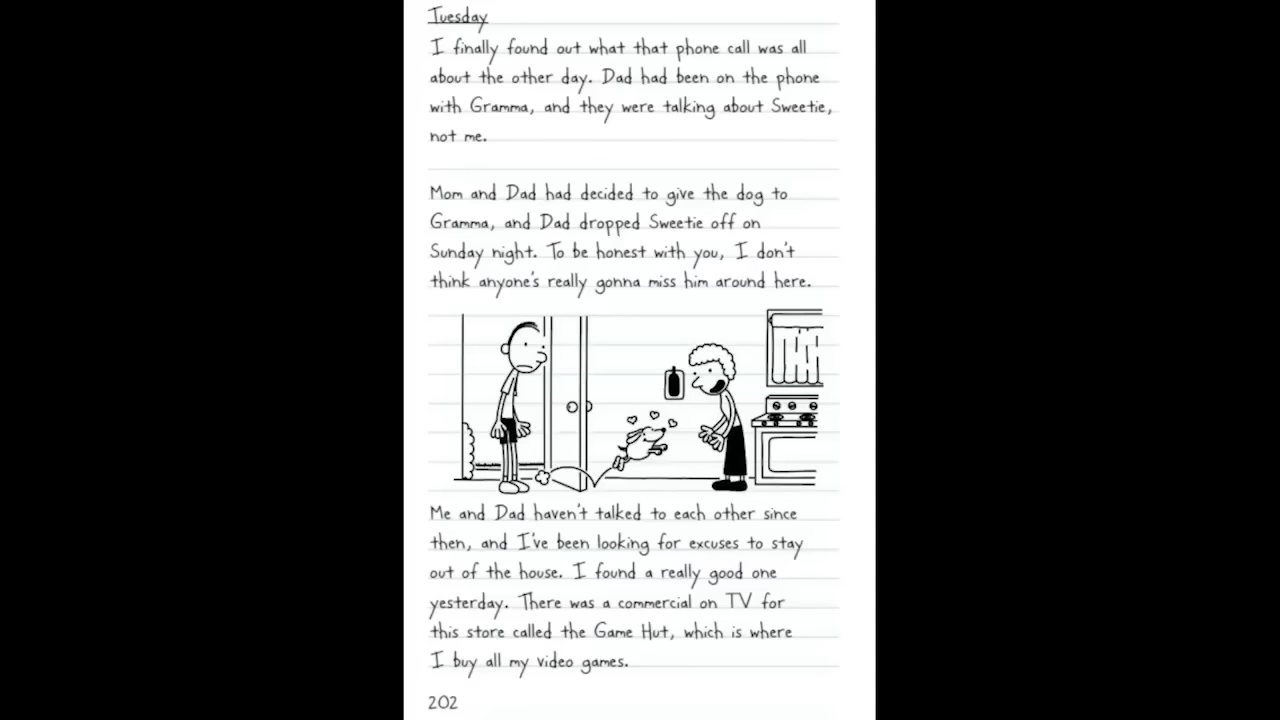 Tuesday
I finally found out what that phone call was all
about the other day. Dad had been on the phone
with Gramma, and they were talking about Sweetie,
not me.
Mom and Dad had decided to give the dog to
Gramma, and Dad dropped Sweetie off on
Sunday night. To be honest with you, I don't
think anyone's really gonna miss him around here.
Me and Dad haven't talked to each other since
then, and I've been looking for excuses to stay
out of the house. I found a really good one
yesterday. There was a commercial on TV for
this store called the Game Hut, which is where
I buy all my video games.
202